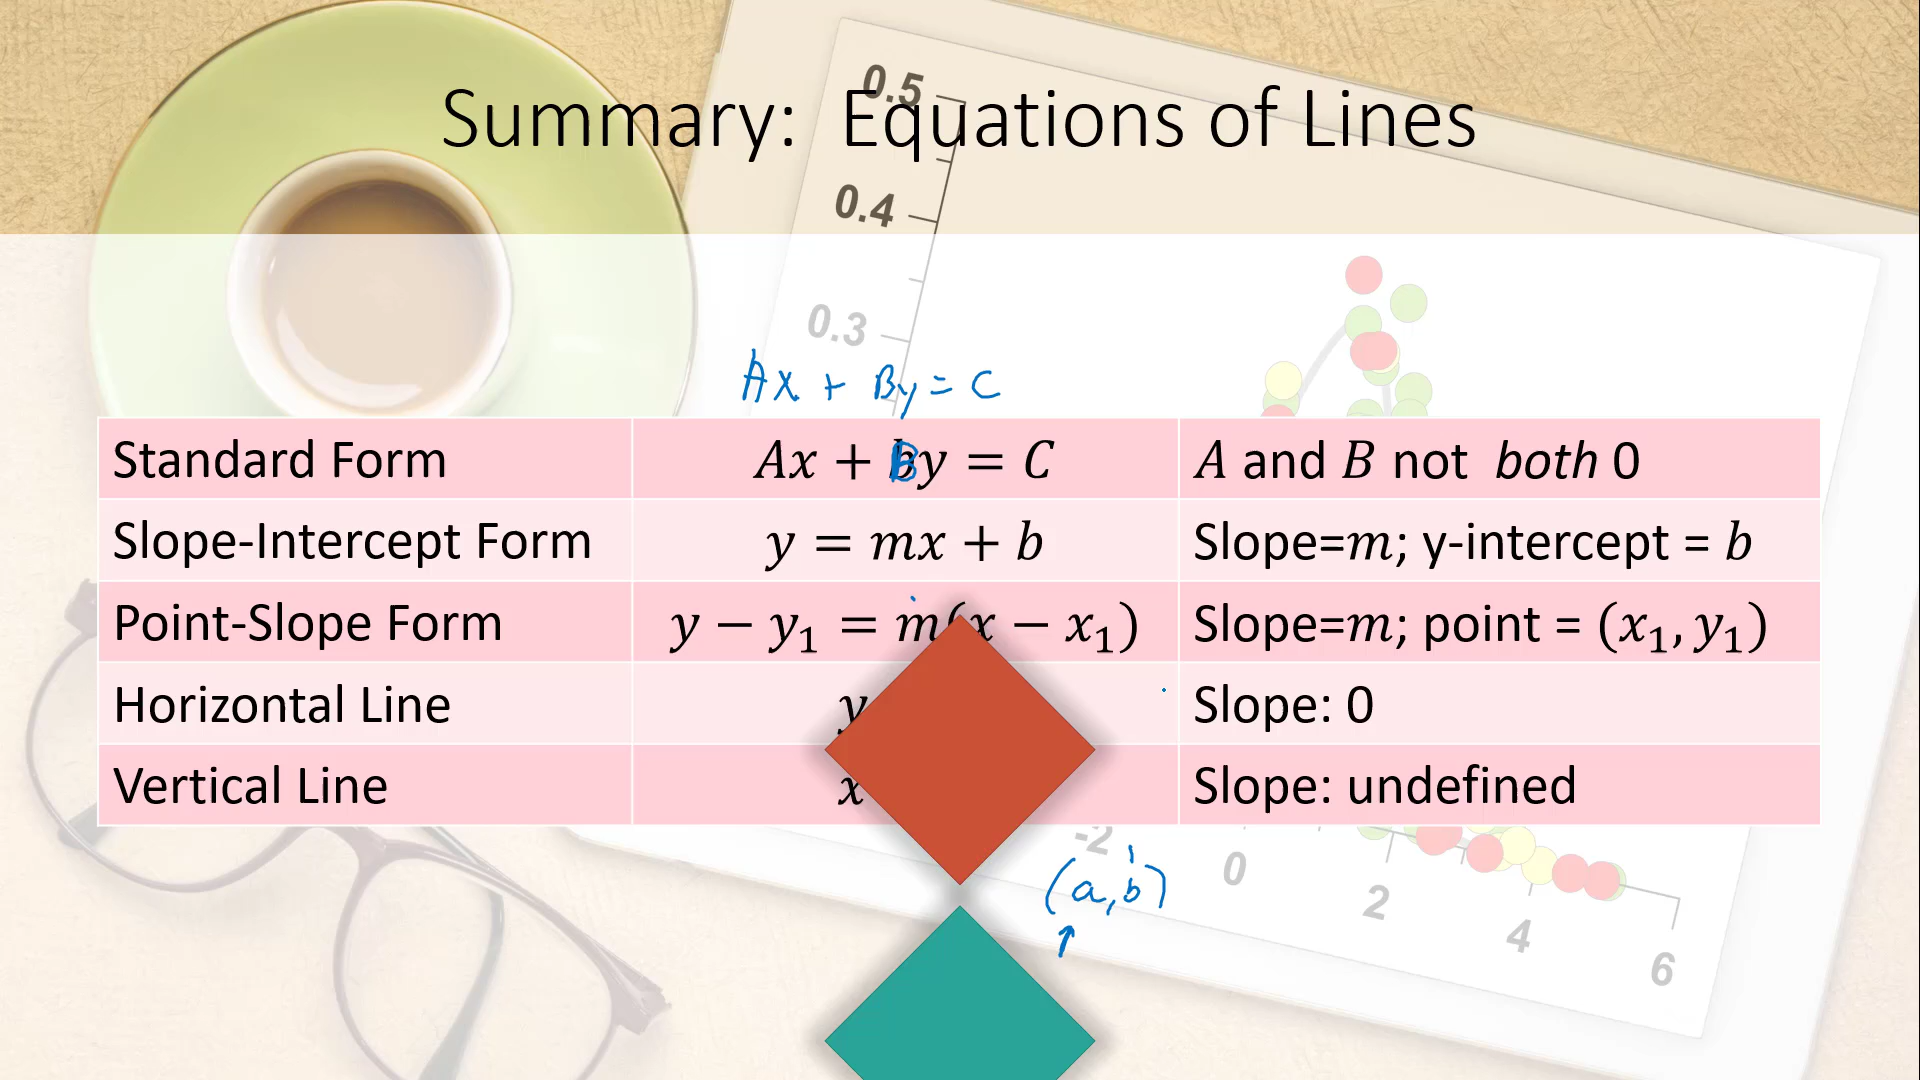 Summary: Equations of Lines
0.5
0.4
0.3
Ax + By = C
Standard Form Ax + By = C A and B not both 0
Slope-Intercept Form y = mx + b Slope=m; y-intercept = b
Point-Slope Form y − y₁ = m(x − x₁) Slope=m; point = (x₁, y₁)
Horizontal Line y Slope: 0
Vertical Line x Slope: undefined
-2 0 2 4 6
(a, b)